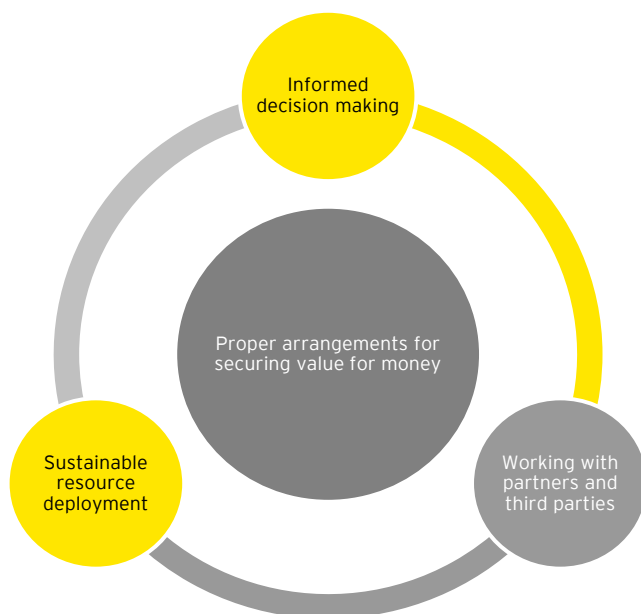 Informed
decision making
Proper arrangements for
securing value for money
Sustainable
resource
deployment
Working with
partners and
third parties